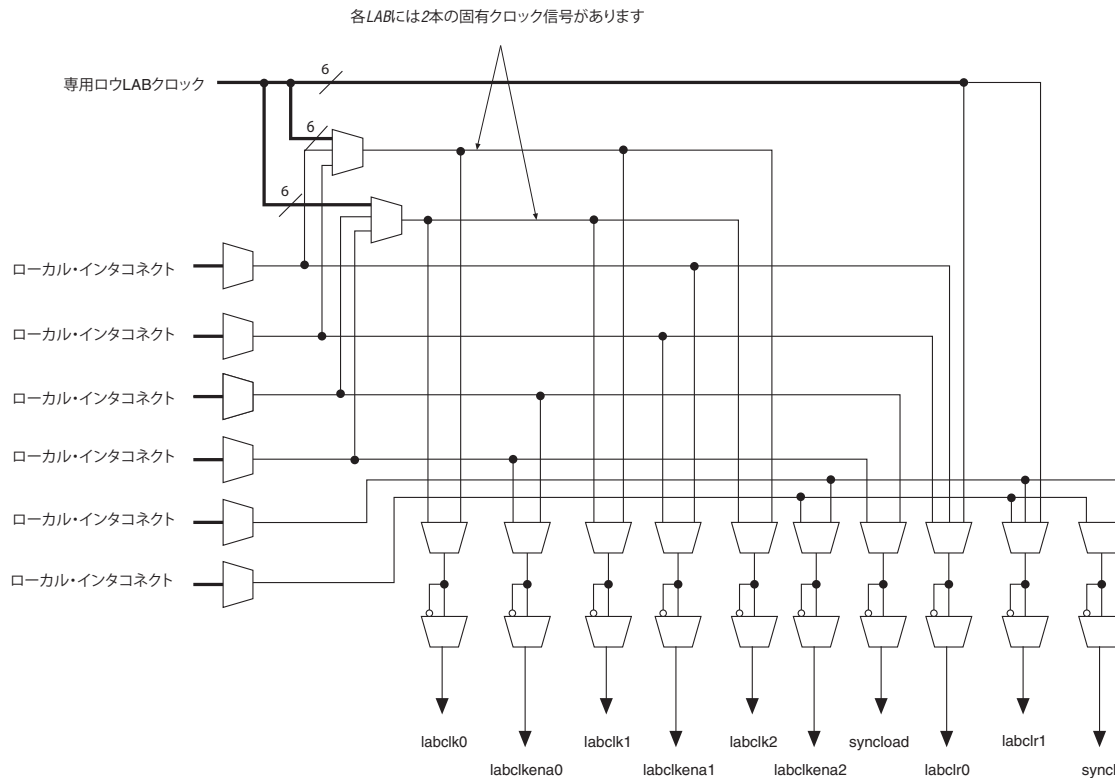 各LABには2本の固有クロック信号があります
専用ロウLABクロック
6
6
6
ローカル・インタコネクト
ローカル・インタコネクト
ローカル・インタコネクト
ローカル・インタコネクト
ローカル・インタコネクト
ローカル・インタコネクト
labclk0
labclk1
labclk2
syncload
labclr1
labclkena0
labclkena1
labclkena2
labclr0